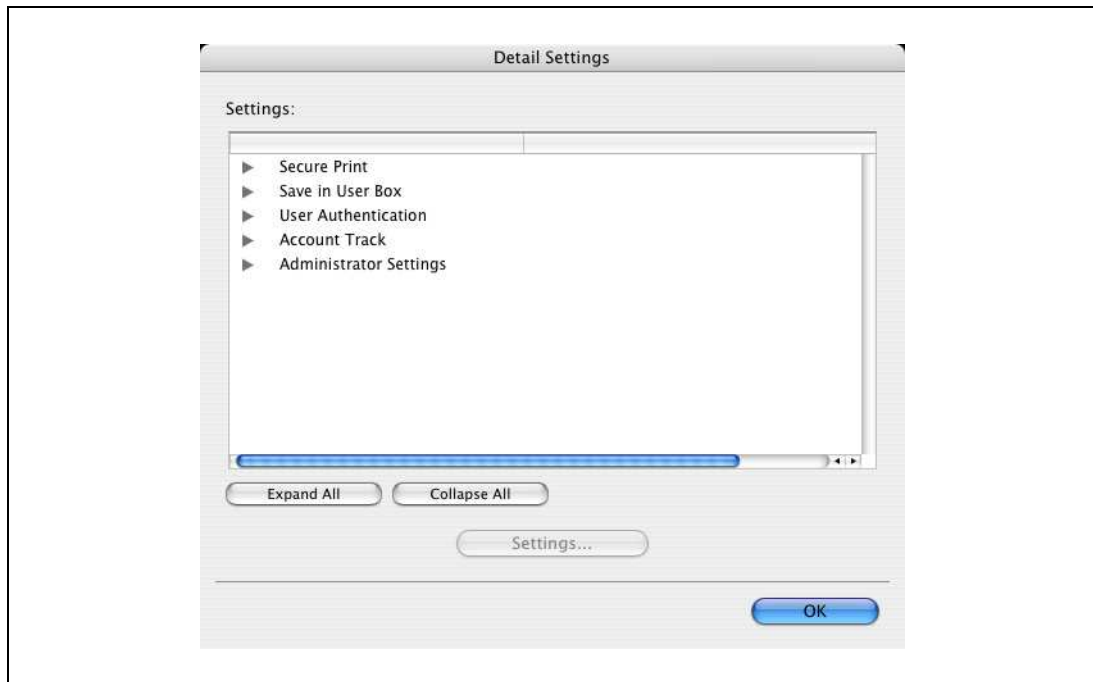 Detail Settings
Settings:
Secure Print
Save in User Box
User Authentication
Account Track
Administrator Settings
Expand All Collapse All
Settings...
OK